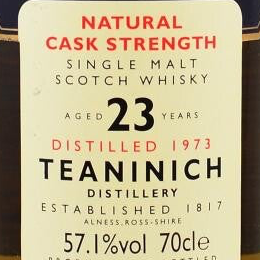 NATURAL
CASK STRENGTH
SINGLE MALT
SCOTCH WHISKY
AGED 23 YEARS
DISTILLED 1973
TEANINICH
DISTILLERY
ESTABLISHED 1817
ALNESS, ROSS-SHIRE
57.1%vol 70cle